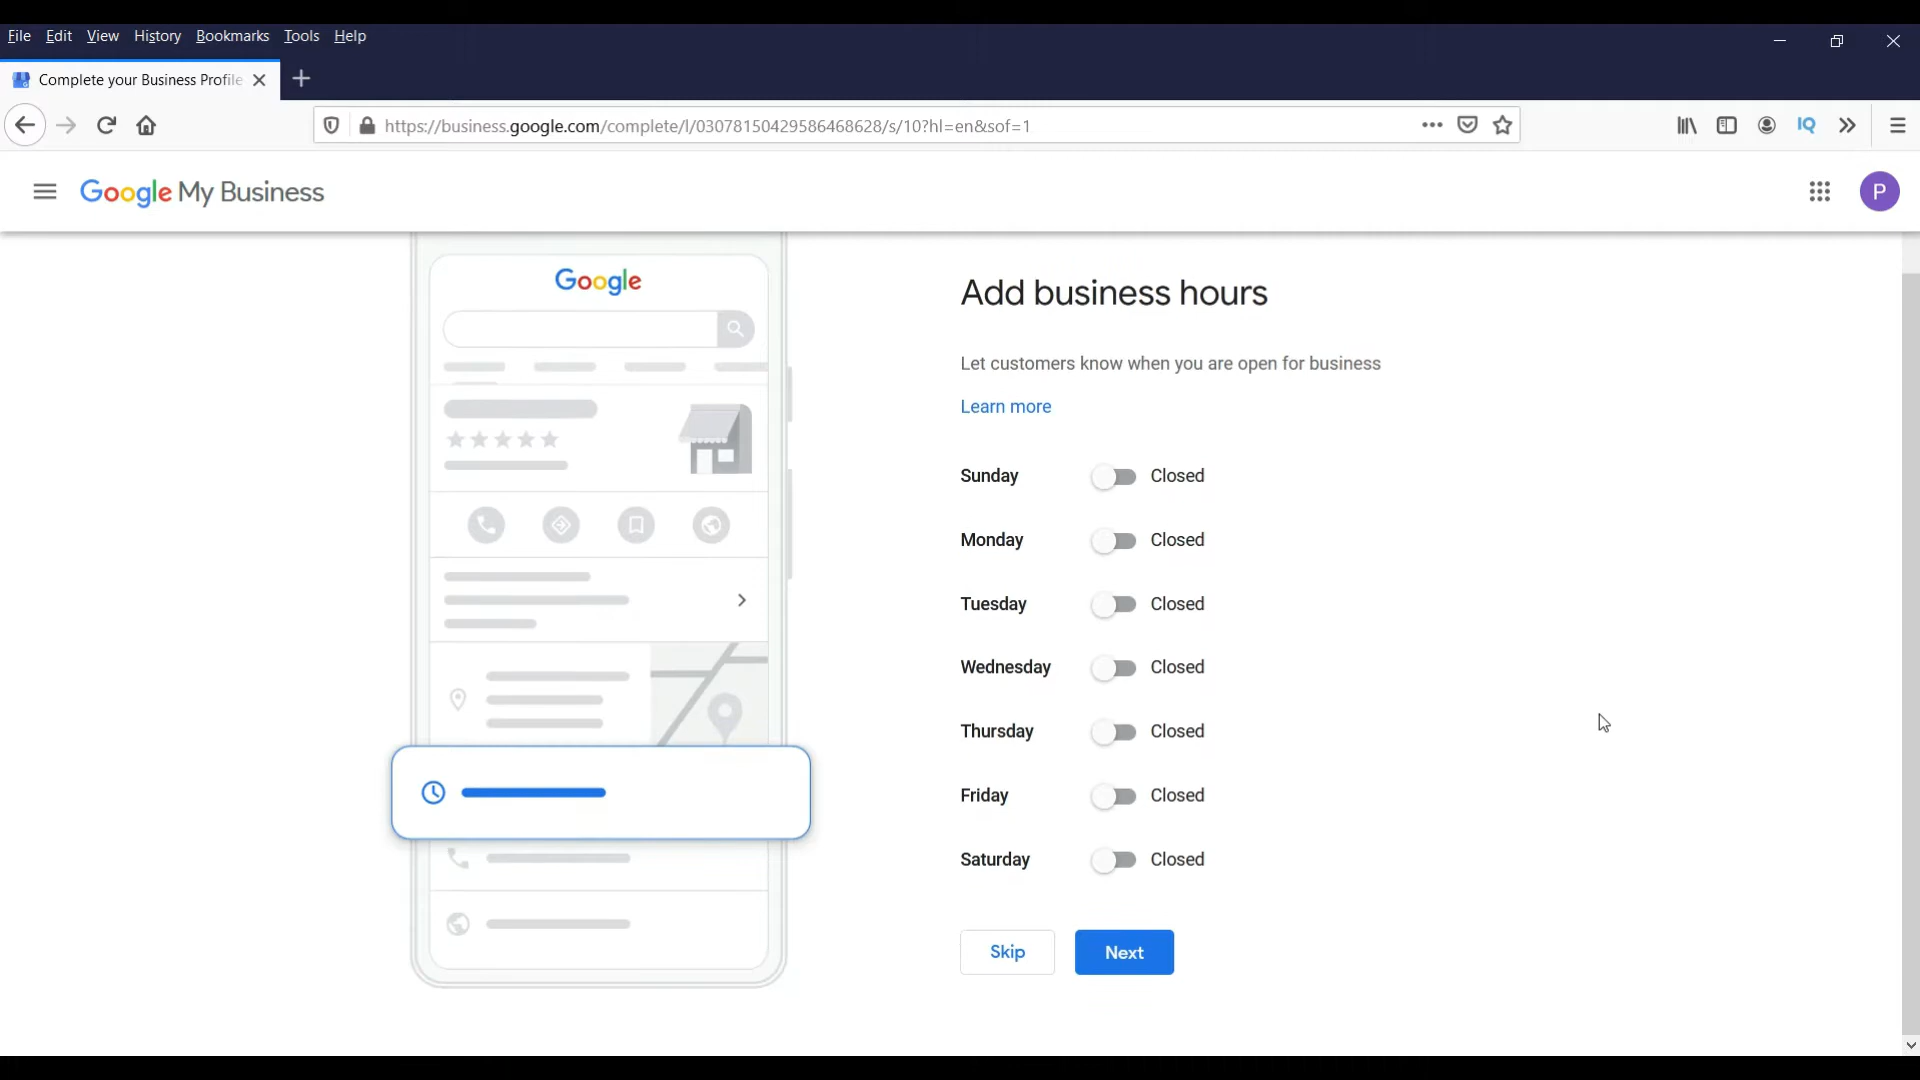 File Edit View History Bookmarks Tools Help
Complete your Business Profile
https://business.google.com/complete/l/03078150429586468628/s/10?hl=en&sof=1
IQ
Google My Business
P
Google
Add business hours
Let customers know when you are open for business
Learn more
Sunday Closed
Monday Closed
Tuesday Closed
Wednesday Closed
Thursday Closed
Friday Closed
Saturday Closed
Skip Next